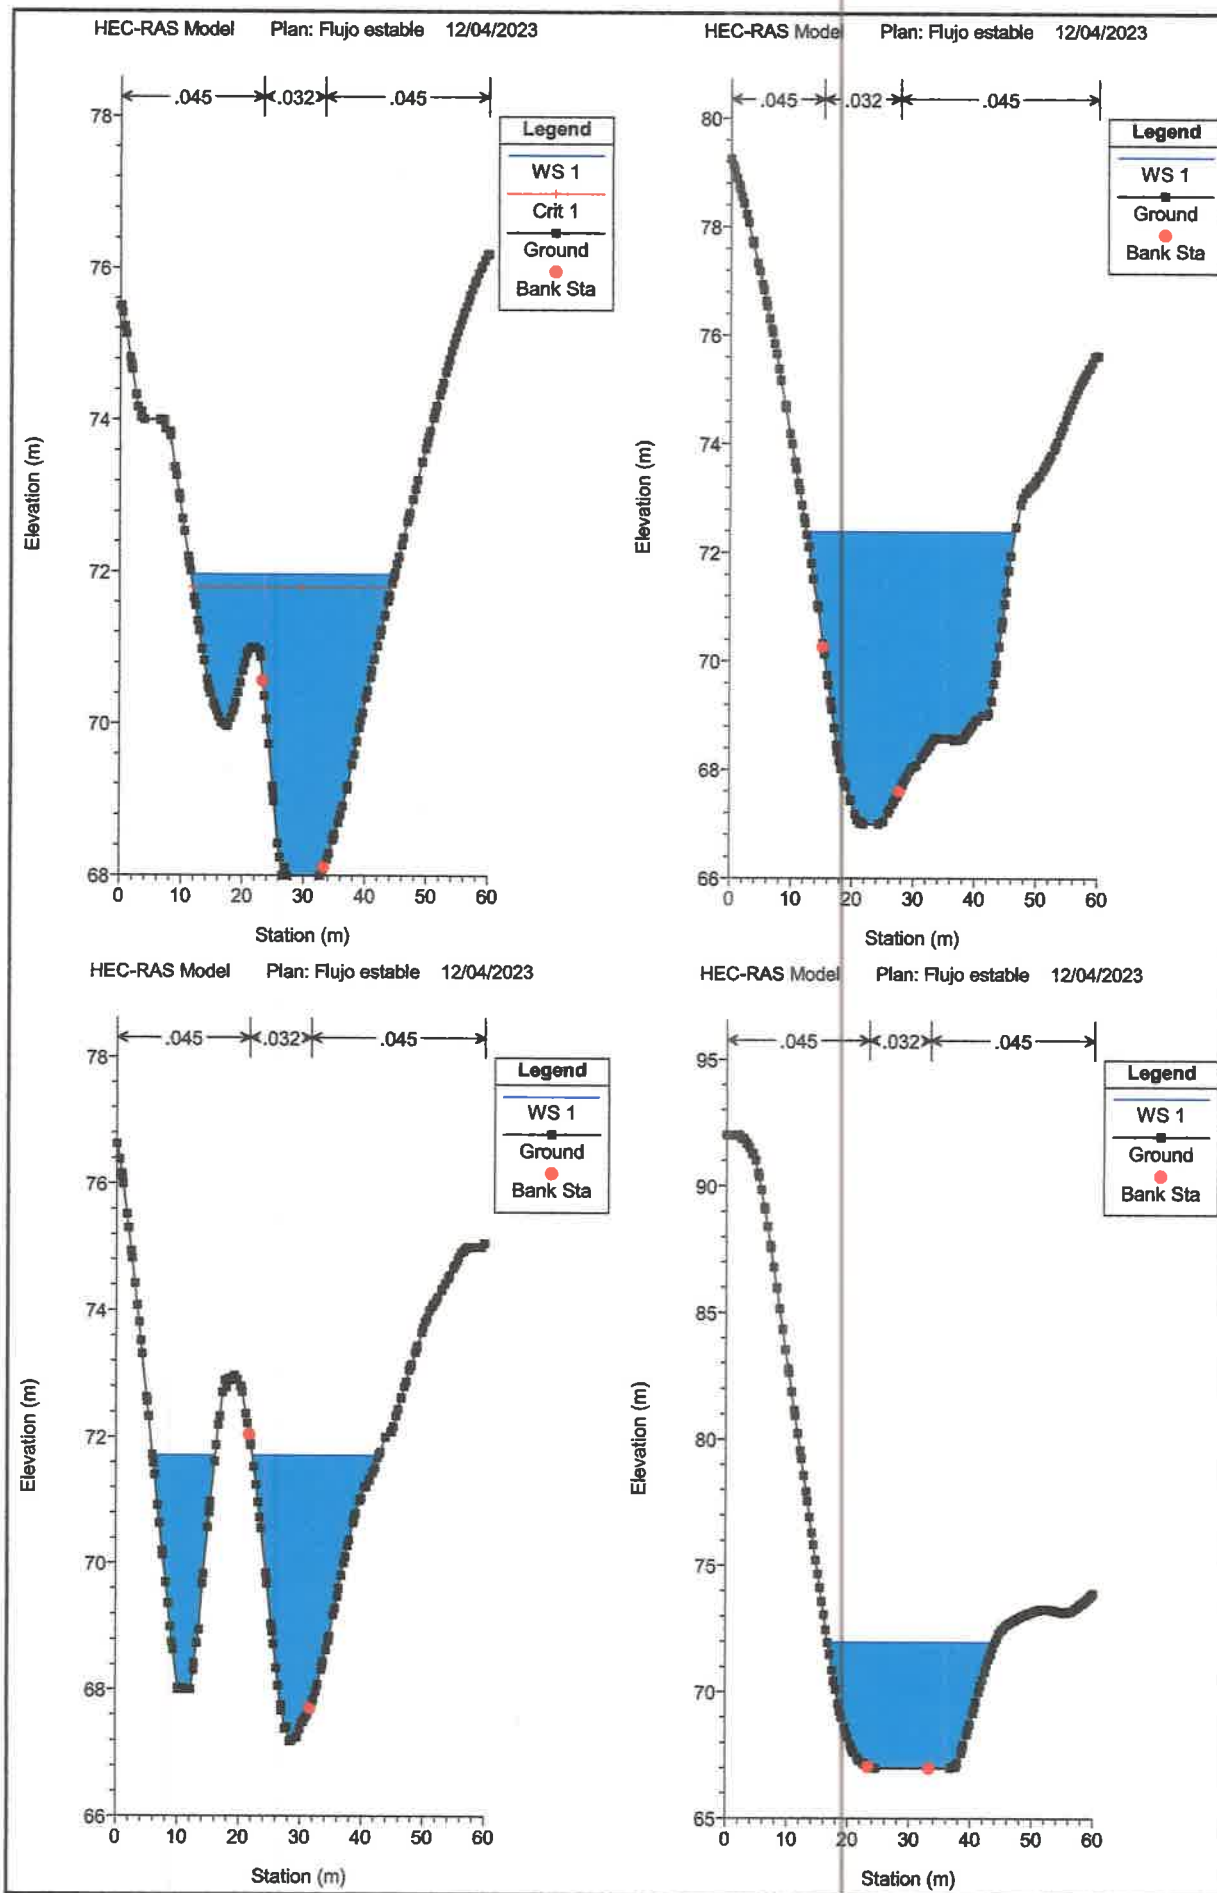 HEC-RAS Model Plan: Flujo estable 12/04/2023
.045 .032 .045
Legend
WS 1
Crit 1
Ground
Bank Sta
78
76
74
72
70
68
Elevation (m)
0 10 20 30 40 50 60
Station (m)
HEC-RAS Model Plan: Flujo estable 12/04/2023
.045 .032 .045
Legend
WS 1
Ground
Bank Sta
80
78
76
74
72
70
68
66
Elevation (m)
0 10 20 30 40 50 60
Station (m)
HEC-RAS Model Plan: Flujo estable 12/04/2023
.045 .032 .045
Legend
WS 1
Ground
Bank Sta
78
76
74
72
70
68
66
Elevation (m)
0 10 20 30 40 50 60
Station (m)
HEC-RAS Model Plan: Flujo estable 12/04/2023
.045 .032 .045
Legend
WS 1
Ground
Bank Sta
95
90
85
80
75
70
65
Elevation (m)
0 10 20 30 40 50 60
Station (m)